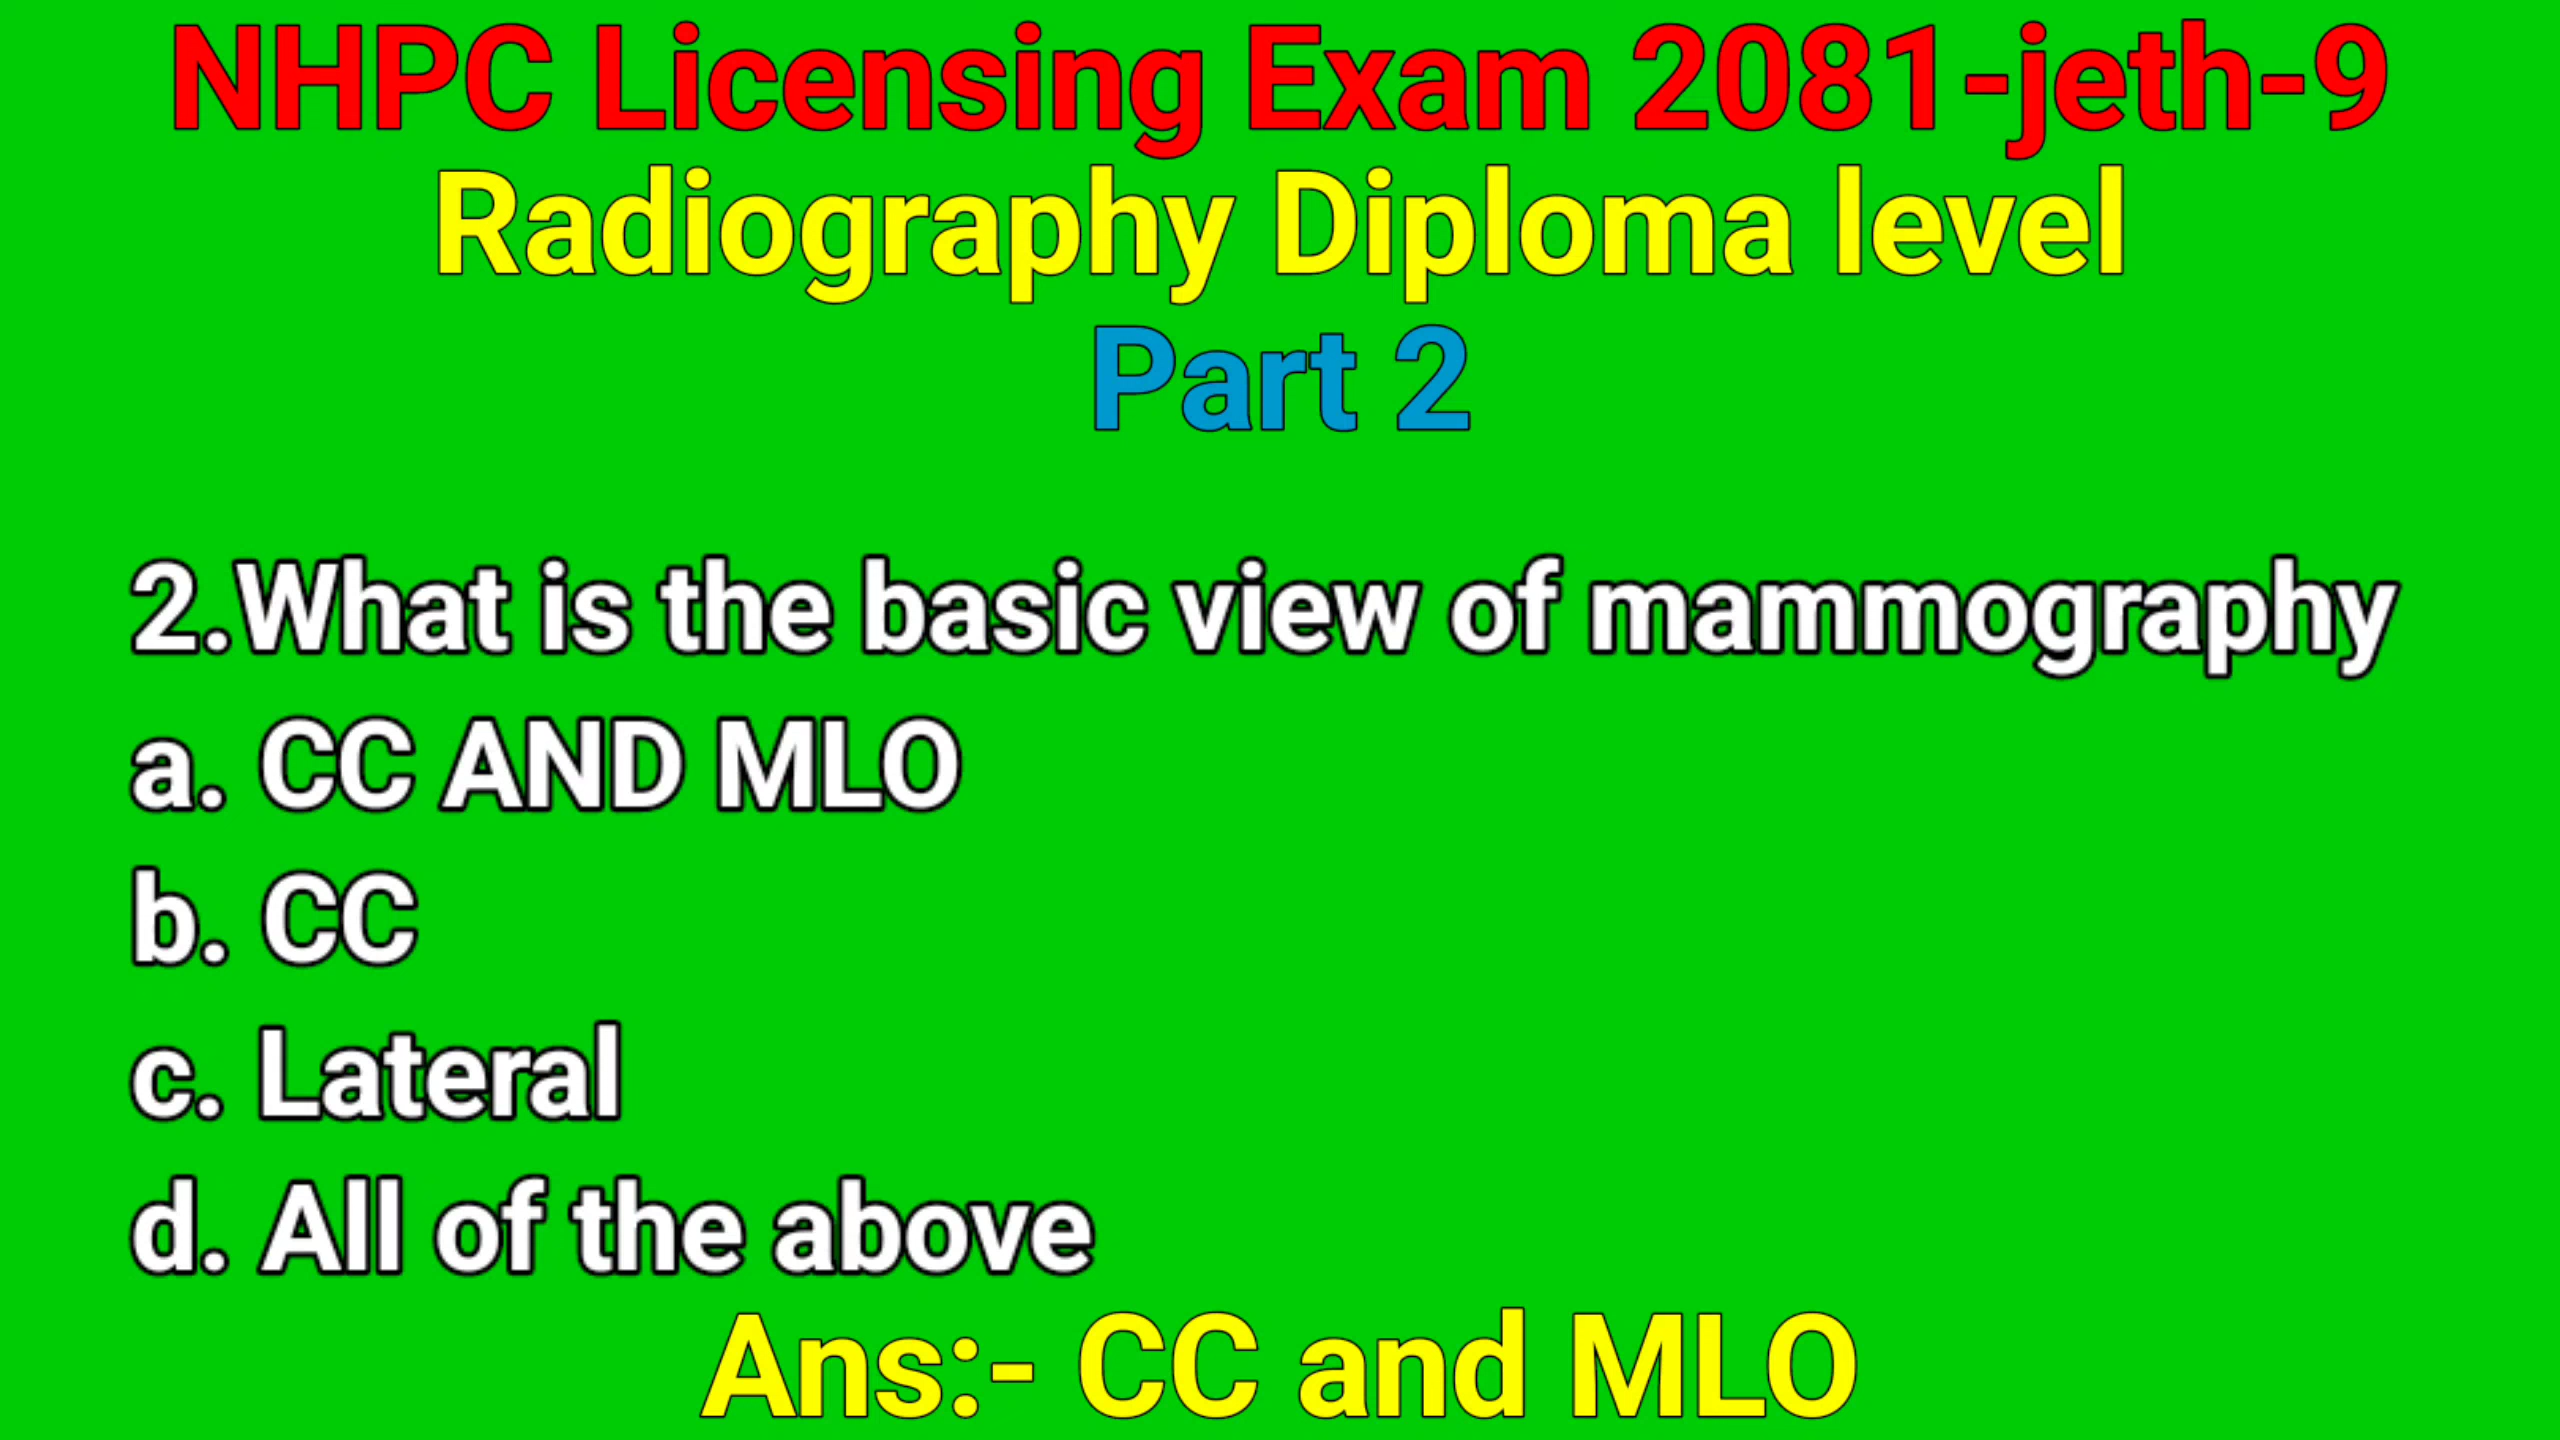 NHPC Licensing Exam 2081-jeth-9
Radiography Diploma level
Part 2
2.What is the basic view of mammography
a. CC AND MLO
b. CC
c. Lateral
d. All of the above
Ans:- CC and MLO